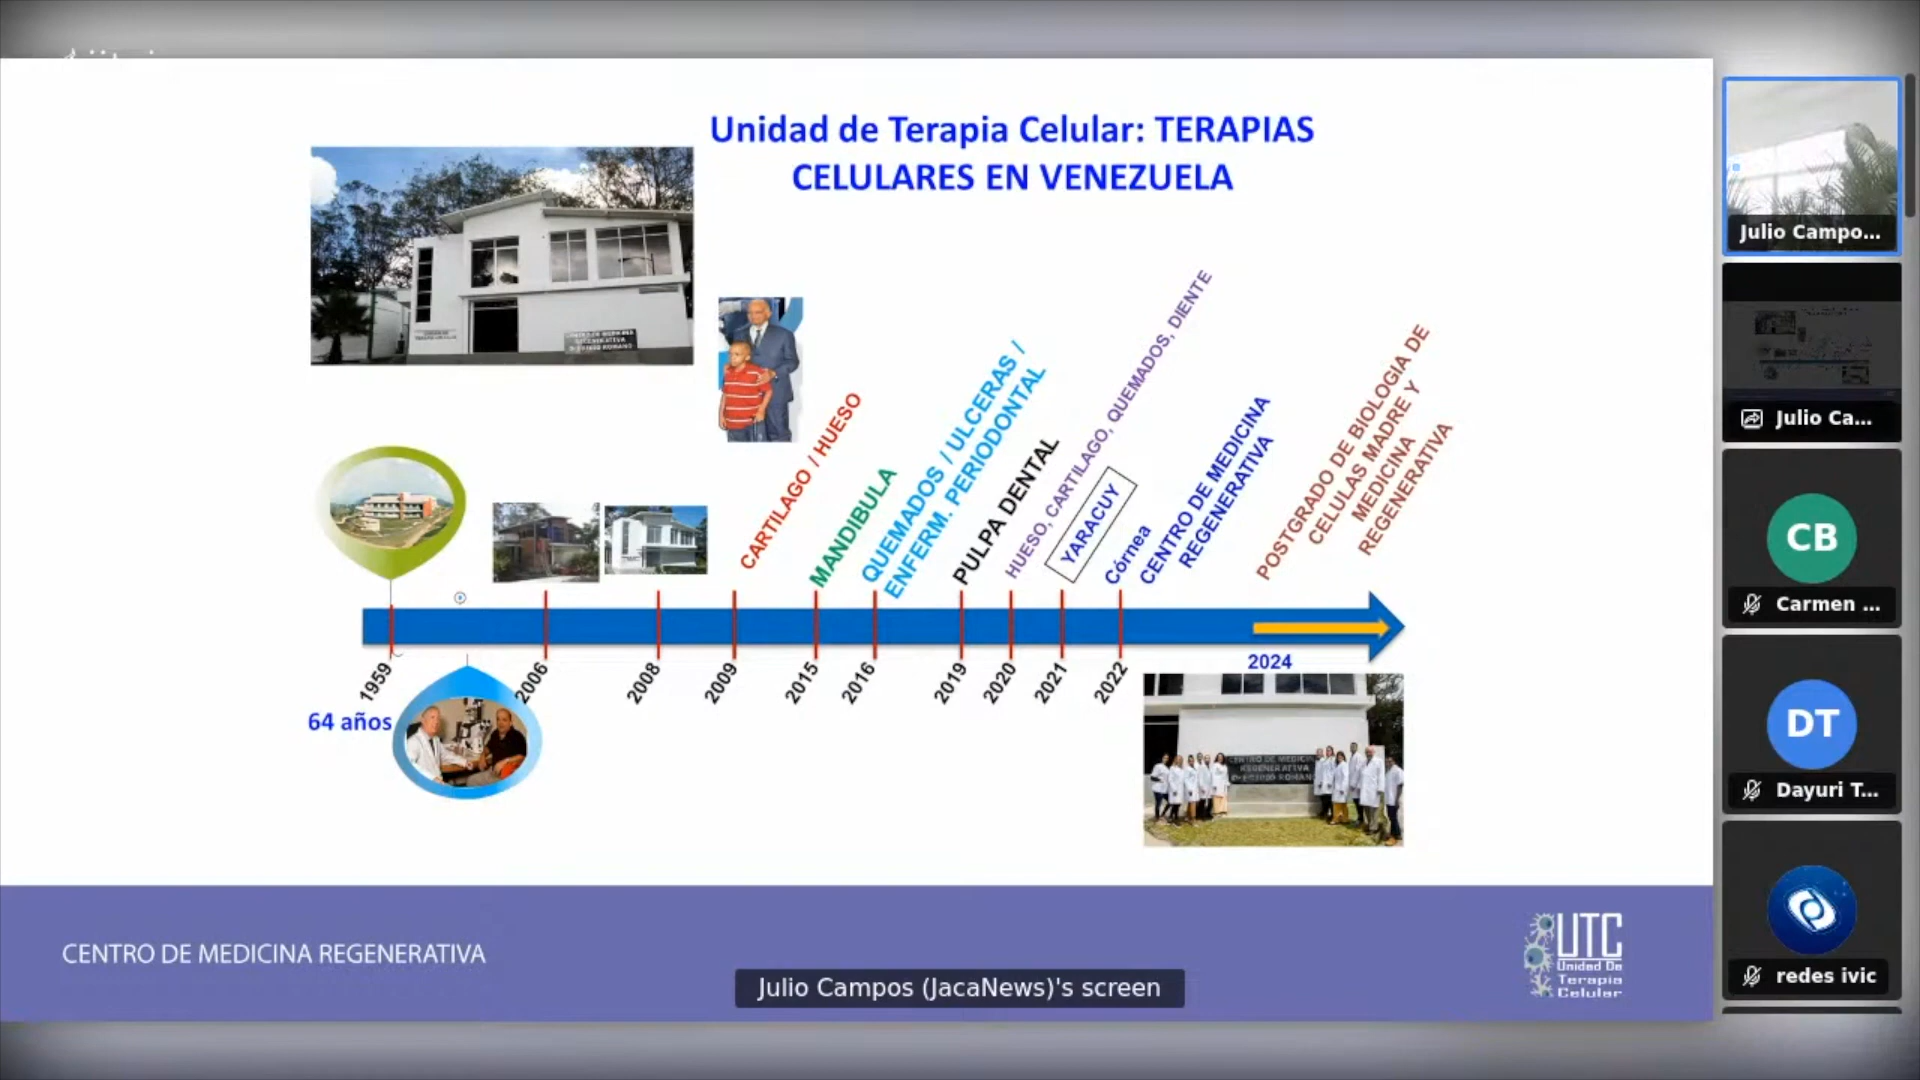 Unidad de Terapia Celular: TERAPIAS
CELULARES EN VENEZUELA
CARTILAGO / HUESO
MANDIBULA
QUEMADOS / ULCERAS /
ENFERM. PERIODONTAL
PULPA DENTAL
HUESO, CARTILAGO, QUEMADOS, DIENTE
YARACUY
Córnea
CENTRO DE MEDICINA
REGENERATIVA
POSTGRADO DE BIOLOGIA DE
CELULAS MADRE Y
MEDICINA
REGENERATIVA
1959
2006
2008
2009
2015
2016
2019
2020
2021
2022
2024
64 años
CENTRO DE MEDICINA REGENERATIVA
UTC
Unidad De
Terapia
Celular
Julio Campos (JacaNews)'s screen
Julio Campo...
Julio Ca...
CB
Carmen ...
DT
Dayuri T...
redes ivic